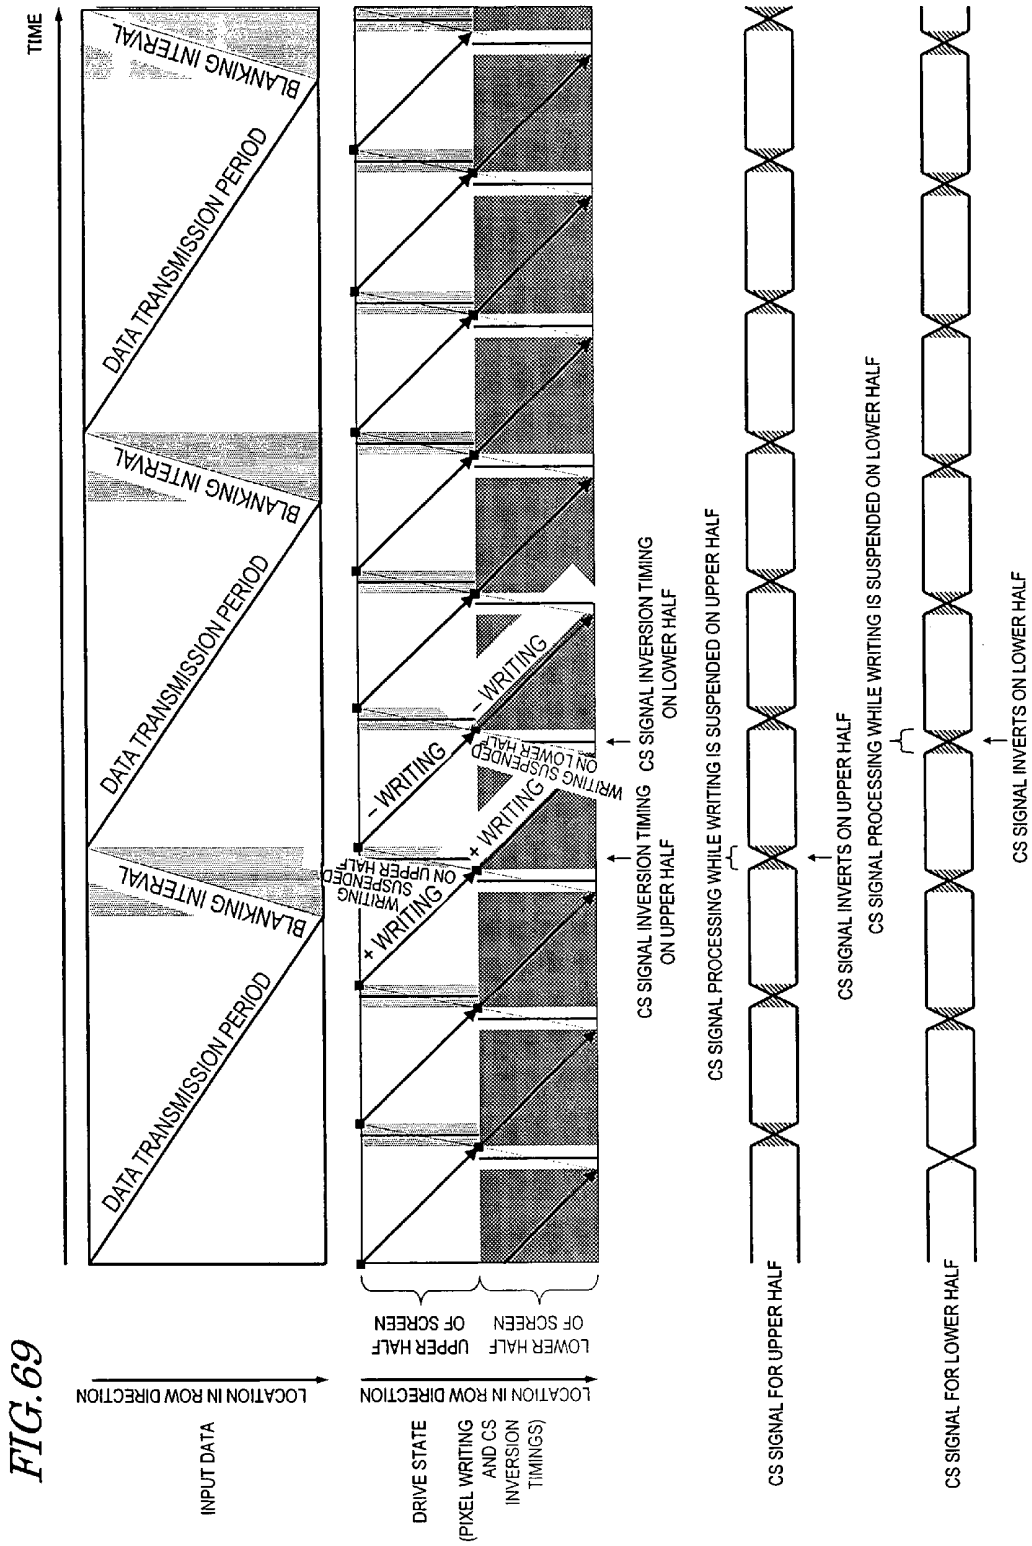 FIG.69
TIME
INPUT DATA
LOCATION IN ROW DIRECTION
DATA TRANSMISSION PERIOD
BLANKING INTERVAL
DATA TRANSMISSION PERIOD
BLANKING INTERVAL
DATA TRANSMISSION PERIOD
BLANKING INTERVAL
DRIVE STATE
(PIXEL WRITING
AND CS
INVERSION
TIMINGS)
LOCATION IN ROW DIRECTION
UPPER HALF
OF SCREEN
LOWER HALF
OF SCREEN
+ WRITING
WRITING
SUSPENDED
ON UPPER HALF
- WRITING
+ WRITING
WRITING SUSPENDED
ON LOWER HALF
- WRITING
CS SIGNAL INVERSION TIMING
ON UPPER HALF
CS SIGNAL INVERSION TIMING
ON LOWER HALF
CS SIGNAL PROCESSING WHILE WRITING IS SUSPENDED ON UPPER HALF
CS SIGNAL FOR UPPER HALF
CS SIGNAL INVERTS ON UPPER HALF
CS SIGNAL PROCESSING WHILE WRITING IS SUSPENDED ON LOWER HALF
CS SIGNAL FOR LOWER HALF
CS SIGNAL INVERTS ON LOWER HALF